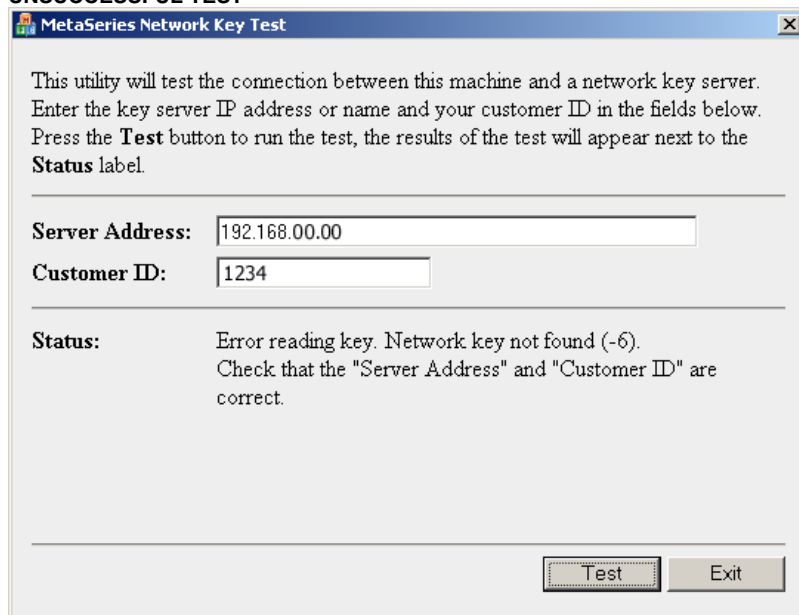 UNSUCCESSFUL TEST
MetaSeries Network Key Test
This utility will test the connection between this machine and a network key server.
Enter the key server IP address or name and your customer ID in the fields below.
Press the Test button to run the test, the results of the test will appear next to the
Status label.
Server Address: 192.168.00.00
Customer ID: 1234
Status: Error reading key. Network key not found (-6).
Check that the "Server Address" and "Customer ID" are
correct.
Test Exit